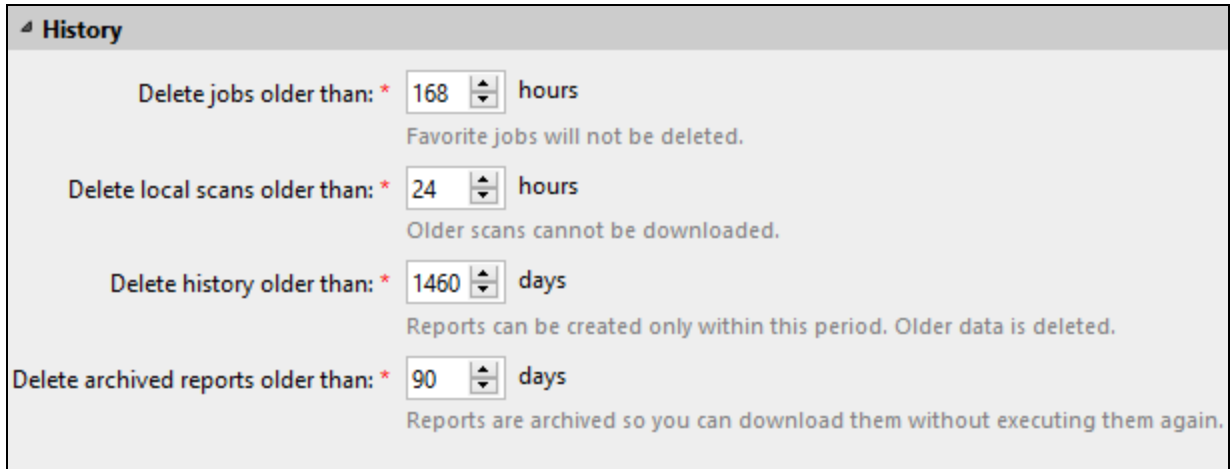 History
Delete jobs older than: * 168 hours
Favorite jobs will not be deleted.
Delete local scans older than: * 24 hours
Older scans cannot be downloaded.
Delete history older than: * 1460 days
Reports can be created only within this period. Older data is deleted.
Delete archived reports older than: * 90 days
Reports are archived so you can download them without executing them again.